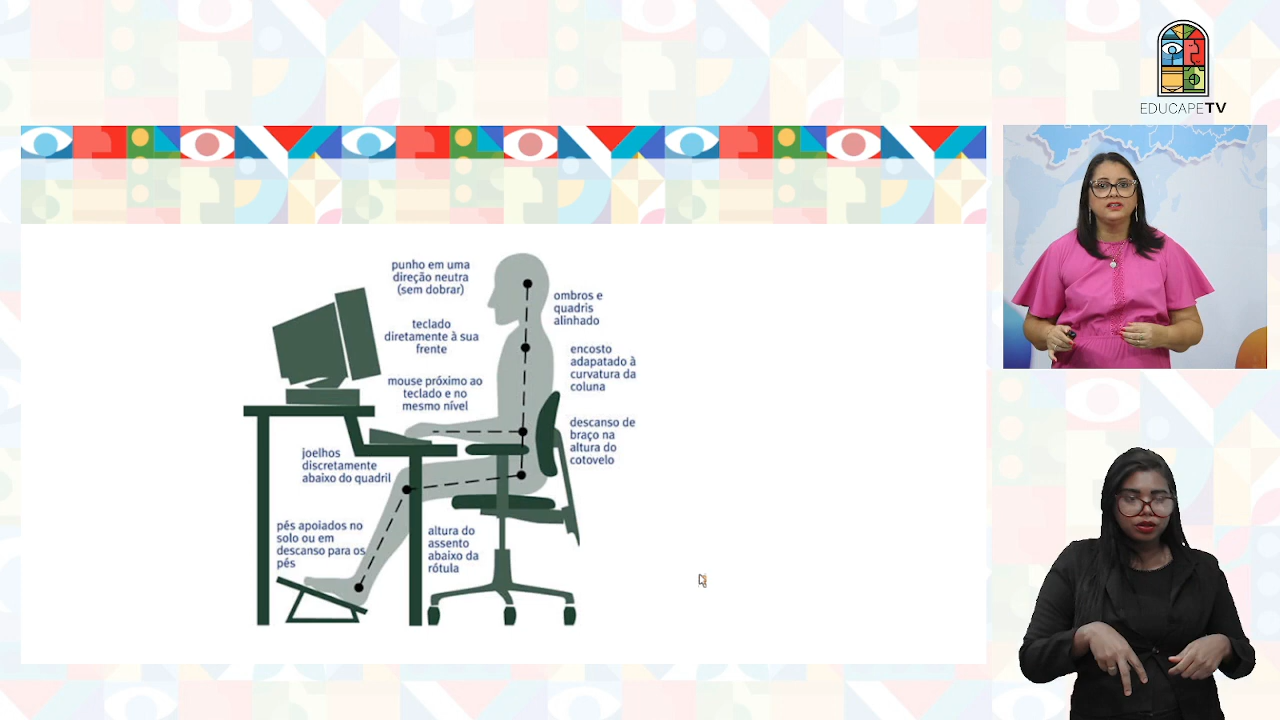 EDUCAPETV
punho em uma
direção neutra
(sem dobrar)
teclado
diretamente à sua
frente
mouse próximo ao
teclado e no
mesmo nível
ombros e
quadris
alinhado
encosto
adapatado à
curvatura da
coluna
descanso de
braço na
altura do
cotovelo
joelhos
discretamente
abaixo do quadril
pés apoiados no
solo ou em
descanso para os
pés
altura do
assento
abaixo da
rótula